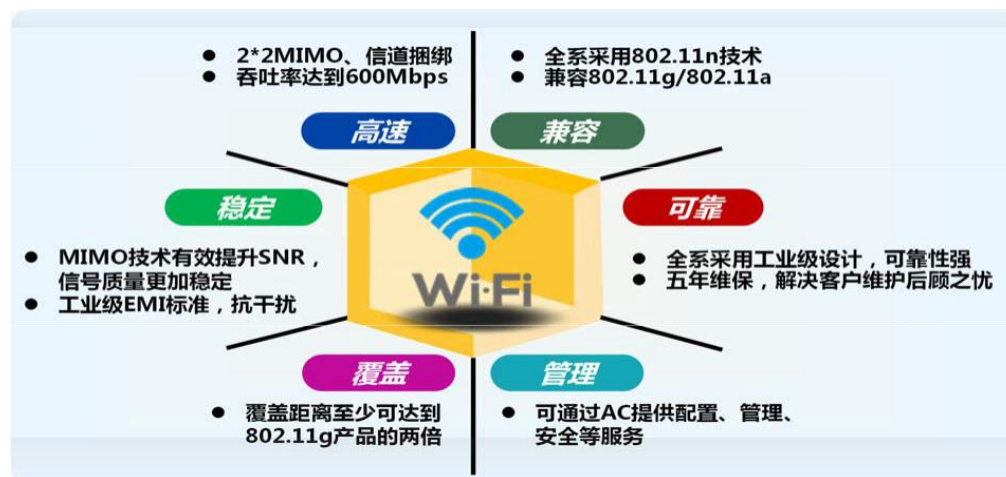 2*2MIMO、信道捆绑
吞吐率达到600Mbps
高速
全系采用802.11n技术
兼容802.11g/802.11a
兼容
稳定
MIMO技术有效提升SNR，
信号质量更加稳定
工业级EMI标准，抗干扰
Wi-Fi
可靠
全系采用工业级设计，可靠性强
五年维保，解决客户维护后顾之忧
覆盖
覆盖距离至少可达到
802.11g产品的两倍
管理
可通过AC提供配置、管理、
安全等服务